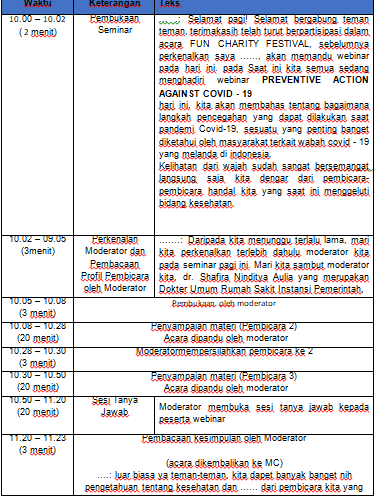 Waktu Keterangan Teks
10.00 – 10.02
( 2 menit)
Pembukaan
Seminar
……: Selamat pagi! Selamat bergabung teman
teman, terimakasih telah turut berpartisipasi dalam
acara FUN CHARITY FESTIVAL, sebelumnya
perkenalkan saya ……, akan memandu webinar
pada hari ini, pada Saat ini kita semua sedang
menghadiri webinar PREVENTIVE ACTION
AGAINST COVID - 19
hari ini, kita akan membahas tentang bagaimana
langkah pencegahan yang dapat dilakukan saat
pandemi Covid-19, sesuatu yang penting banget
diketahui oleh masyarakat terkait wabah covid - 19
yang melanda di indonesia.
Kelihatan dari wajah sudah sangat bersemangat,
langsung saja kita dengar dari pembicara-
pembicara handal kita yang saat ini menggeluti
bidang kesehatan.
10.02 – 09.05
(3menit)
Perkenalan
Moderator dan
Pembacaan
Profil Pembicara
oleh Moderator
…….: Daripada kita menunggu terlalu lama, mari
kita perkenalkan terlebih dahulu moderator kita
pada seminar pagi ini. Mari kita sambut moderator
kita, dr. Shafira Ninditya Aulia yang merupakan
Dokter Umum Rumah Sakit Instansi Pemerintah.
10.05 – 10.08
(3 menit)
Pembukaan oleh moderator
10.08 – 10.28
(20 menit)
Penyampaian materi (Pembicara 2)
Acara dipandu oleh moderator
10.28 – 10.30
(3 menit)
Moderatormempersilahkan pembicara ke 2
10.30 – 10.50
(20 menit)
Penyampaian materi (Pembicara 3)
Acara dipandu oleh moderator
10.50 – 11.20
(20 menit)
Sesi Tanya
Jawab
Moderator membuka sesi tanya jawab kepada
peserta webinar
11.20 – 11.23
(3 menit)
Pembacaan kesimpulan oleh Moderator
(acara dikembalikan ke MC)
….: luar biasa ya teman-teman, kita dapet banyak banget nih
pengetahuan tentang kesehatan dan …… dari pembicara kita yang